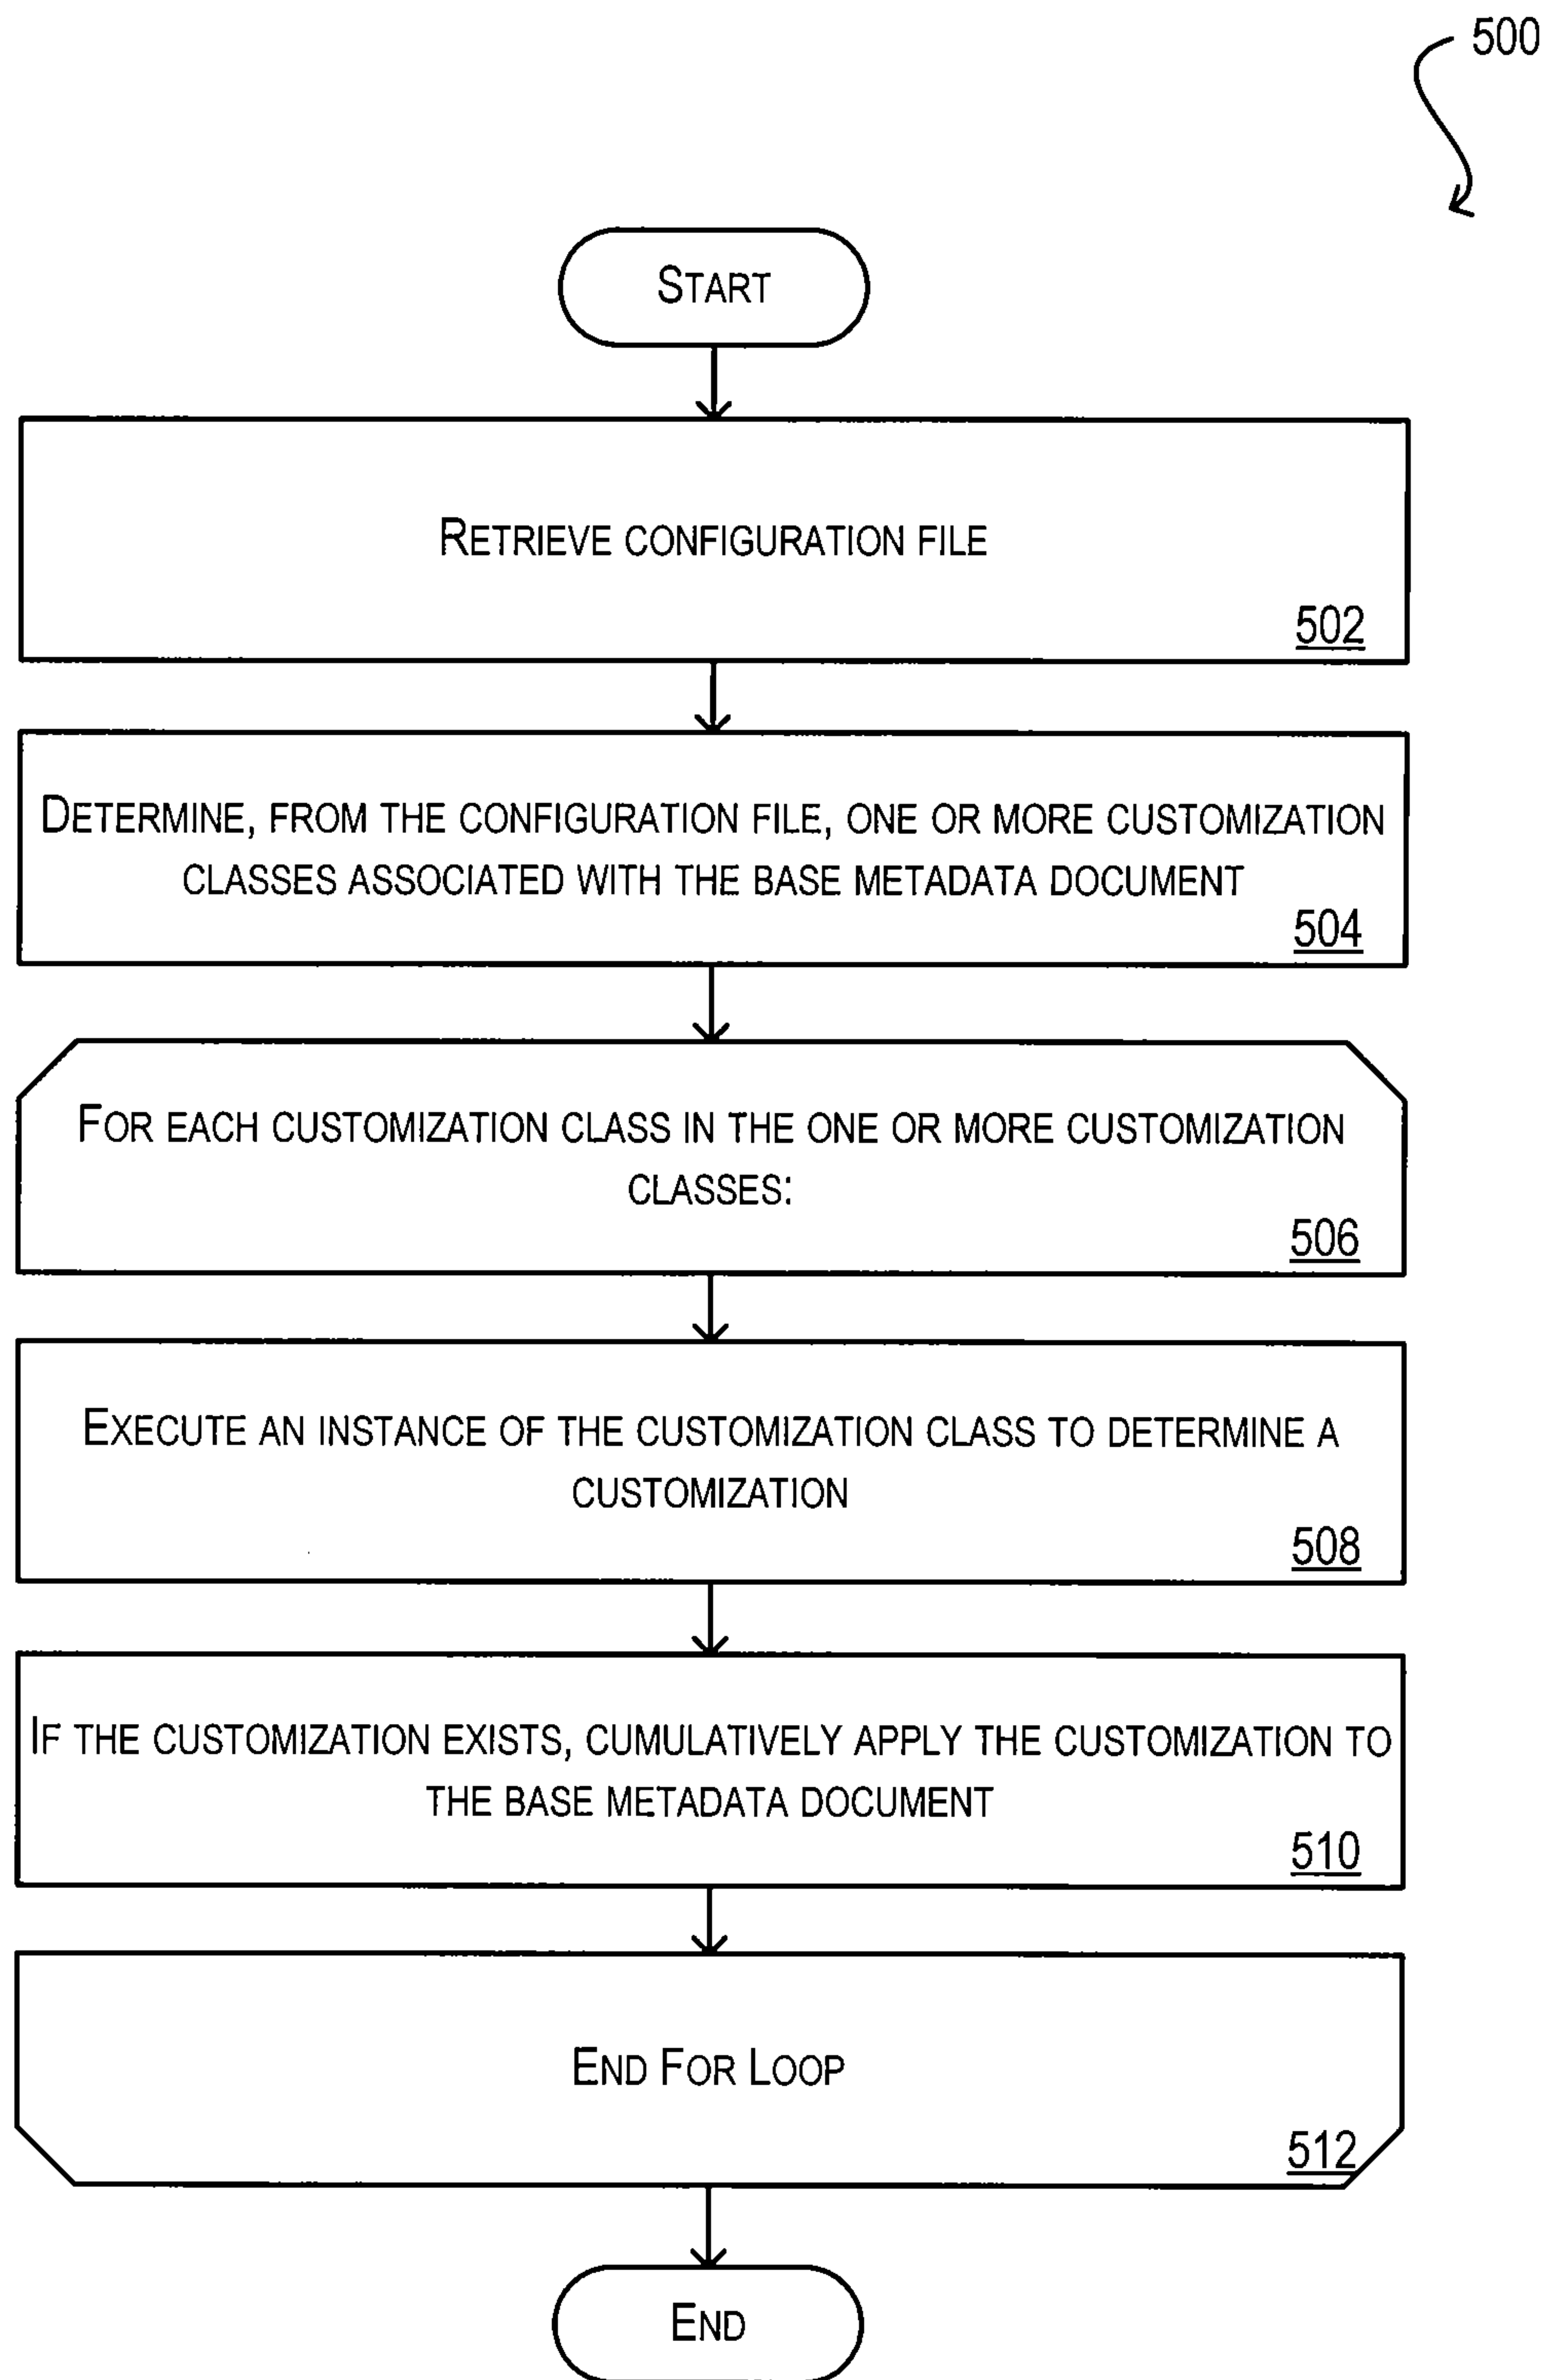 500
START
RETRIEVE CONFIGURATION FILE
502
DETERMINE, FROM THE CONFIGURATION FILE, ONE OR MORE CUSTOMIZATION
CLASSES ASSOCIATED WITH THE BASE METADATA DOCUMENT
504
FOR EACH CUSTOMIZATION CLASS IN THE ONE OR MORE CUSTOMIZATION
CLASSES:
506
EXECUTE AN INSTANCE OF THE CUSTOMIZATION CLASS TO DETERMINE A
CUSTOMIZATION
508
IF THE CUSTOMIZATION EXISTS, CUMULATIVELY APPLY THE CUSTOMIZATION TO
THE BASE METADATA DOCUMENT
510
END FOR LOOP
512
END